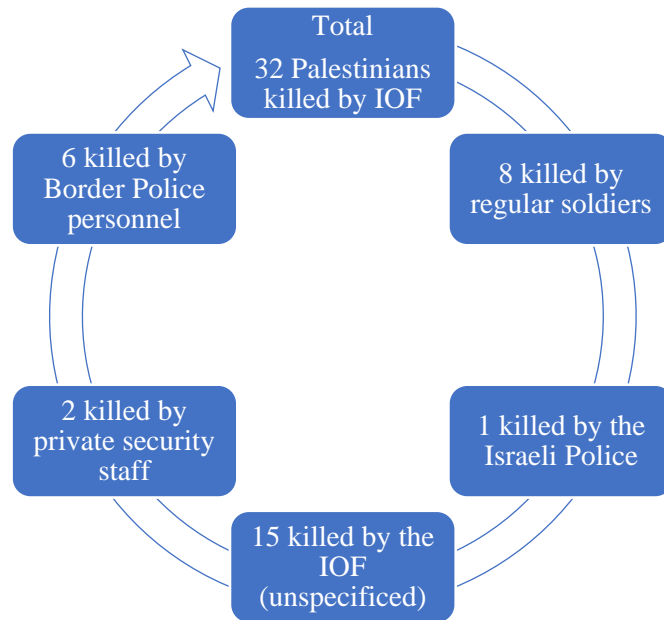 Total
32 Palestinians
killed by IOF
8 killed by
regular soldiers
1 killed by the
Israeli Police
15 killed by the
IOF
(unspecificed)
2 killed by
private security
staff
6 killed by
Border Police
personnel